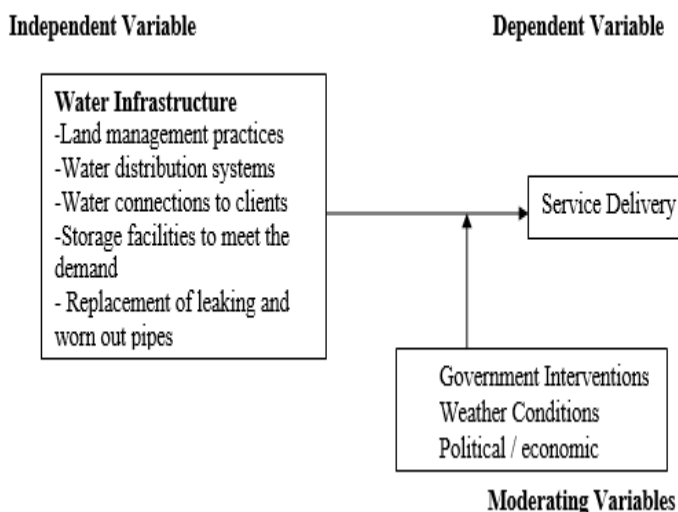 Independent Variable
Dependent Variable
Water Infrastructure
-Land management practices
-Water distribution systems
-Water connections to clients
-Storage facilities to meet the
demand
- Replacement of leaking and
worn out pipes
Service Delivery
Government Interventions
Weather Conditions
Political / economic
Moderating Variables